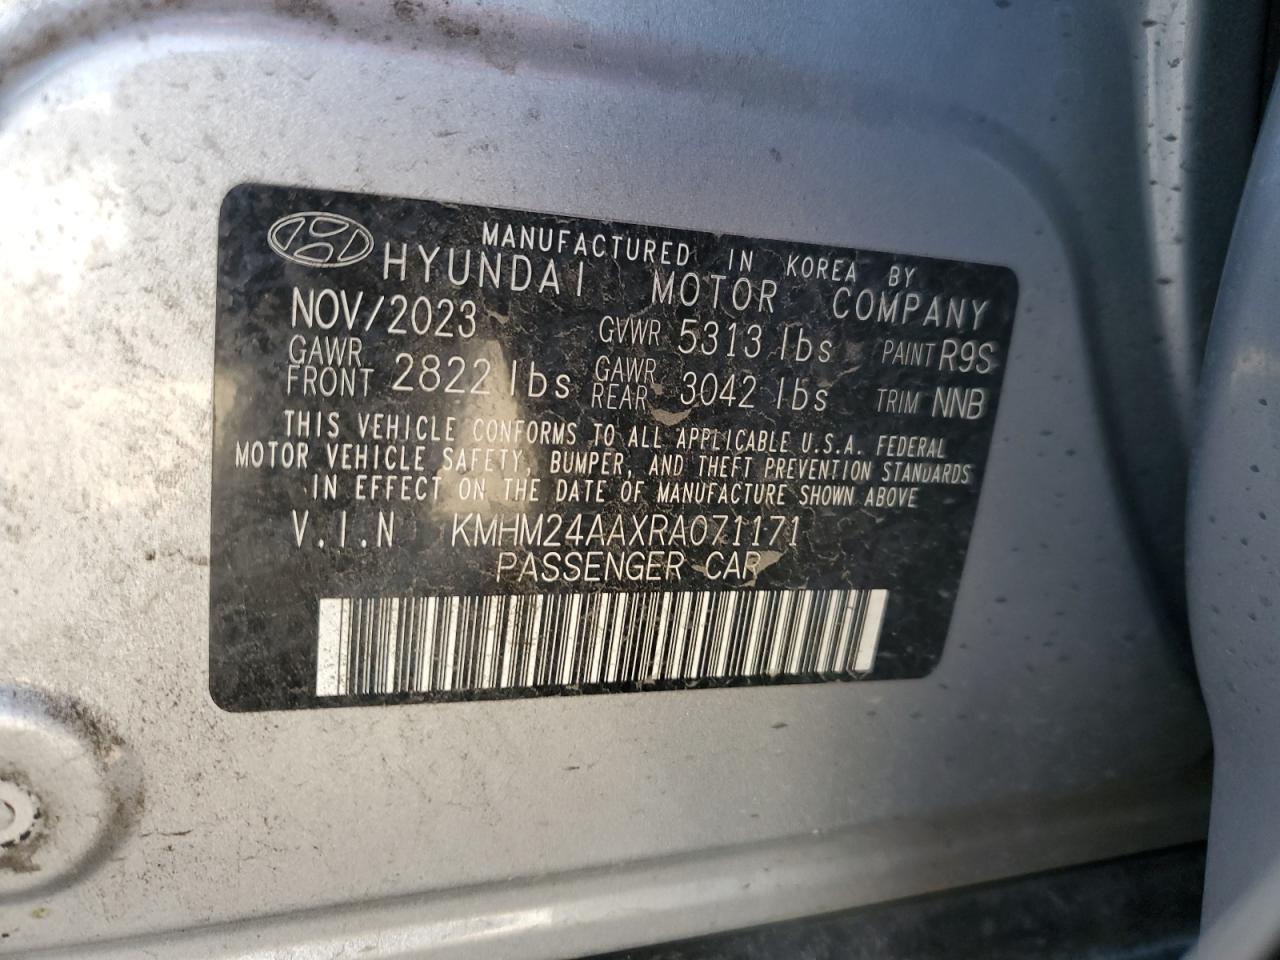 MANUFACTURED IN KOREA BY
HYUNDAI MOTOR COMPANY
NOV/2023 GVWR 5313 lbs PAINT R9S
GAWR FRONT 2822 lbs GAWR REAR 3042 lbs TRIM NNB
THIS VEHICLE CONFORMS TO ALL APPLICABLE U.S.A. FEDERAL
MOTOR VEHICLE SAFETY, BUMPER, AND THEFT PREVENTION STANDARDS
IN EFFECT ON THE DATE OF MANUFACTURE SHOWN ABOVE
V.I.N KMHM24AAXRA071171
PASSENGER CAR